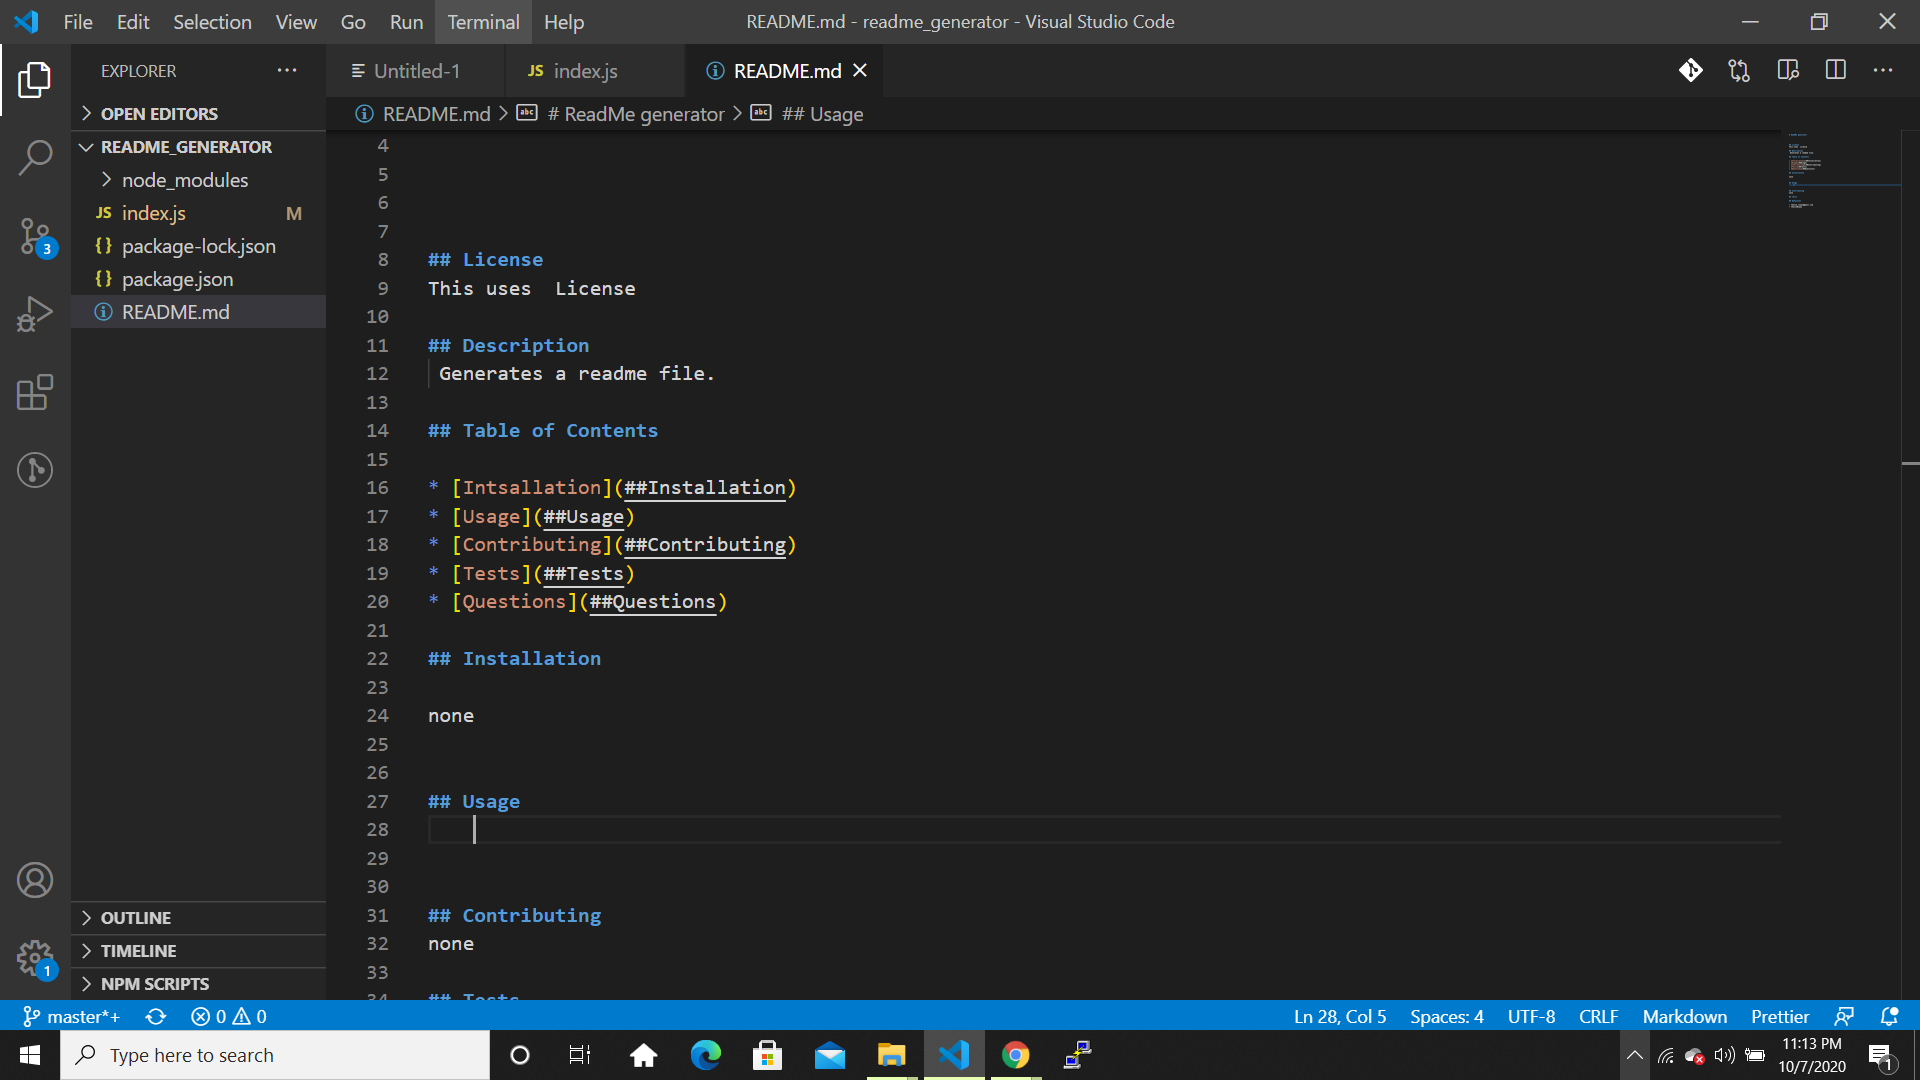 File Edit Selection View Go Run Terminal Help README.md - readme_generator - Visual Studio Code
EXPLORER
Untitled-1 JS index.js README.md
README.md > # ReadMe generator > ## Usage
OPEN EDITORS
README_GENERATOR
node_modules
JS index.js M
{} package-lock.json
{} package.json
README.md
3
OUTLINE
TIMELINE
NPM SCRIPTS
1
4
5
6
7
8 ## License
9 This uses  License
10
11 ## Description
12  Generates a readme file.
13
14 ## Table of Contents
15
16 * [Intsallation](##Installation)
17 * [Usage](##Usage)
18 * [Contributing](##Contributing)
19 * [Tests](##Tests)
20 * [Questions](##Questions)
21
22 ## Installation
23
24 none
25
26
27 ## Usage
28
29
30
31 ## Contributing
32 none
33
34 ## Tests
master*+ 0 0 Ln 28, Col 5 Spaces: 4 UTF-8 CRLF Markdown Prettier
Type here to search
11:13 PM
10/7/2020
1